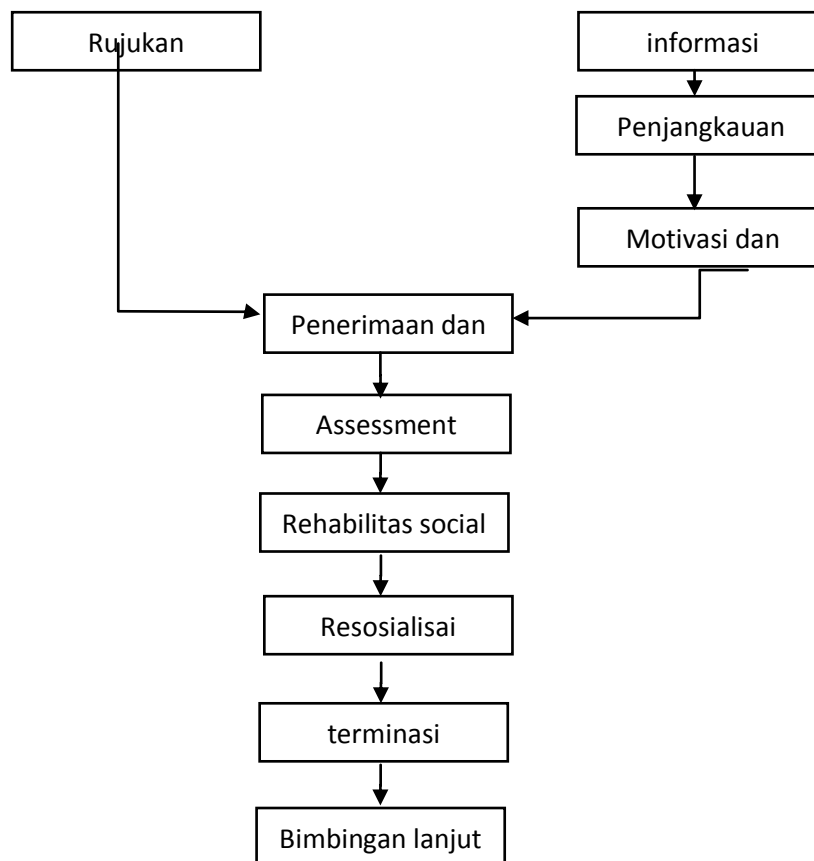 Rujukan
informasi
Penjangkauan
Motivasi dan
Penerimaan dan
Assessment
Rehabilitas social
Resosialisai
terminasi
Bimbingan lanjut